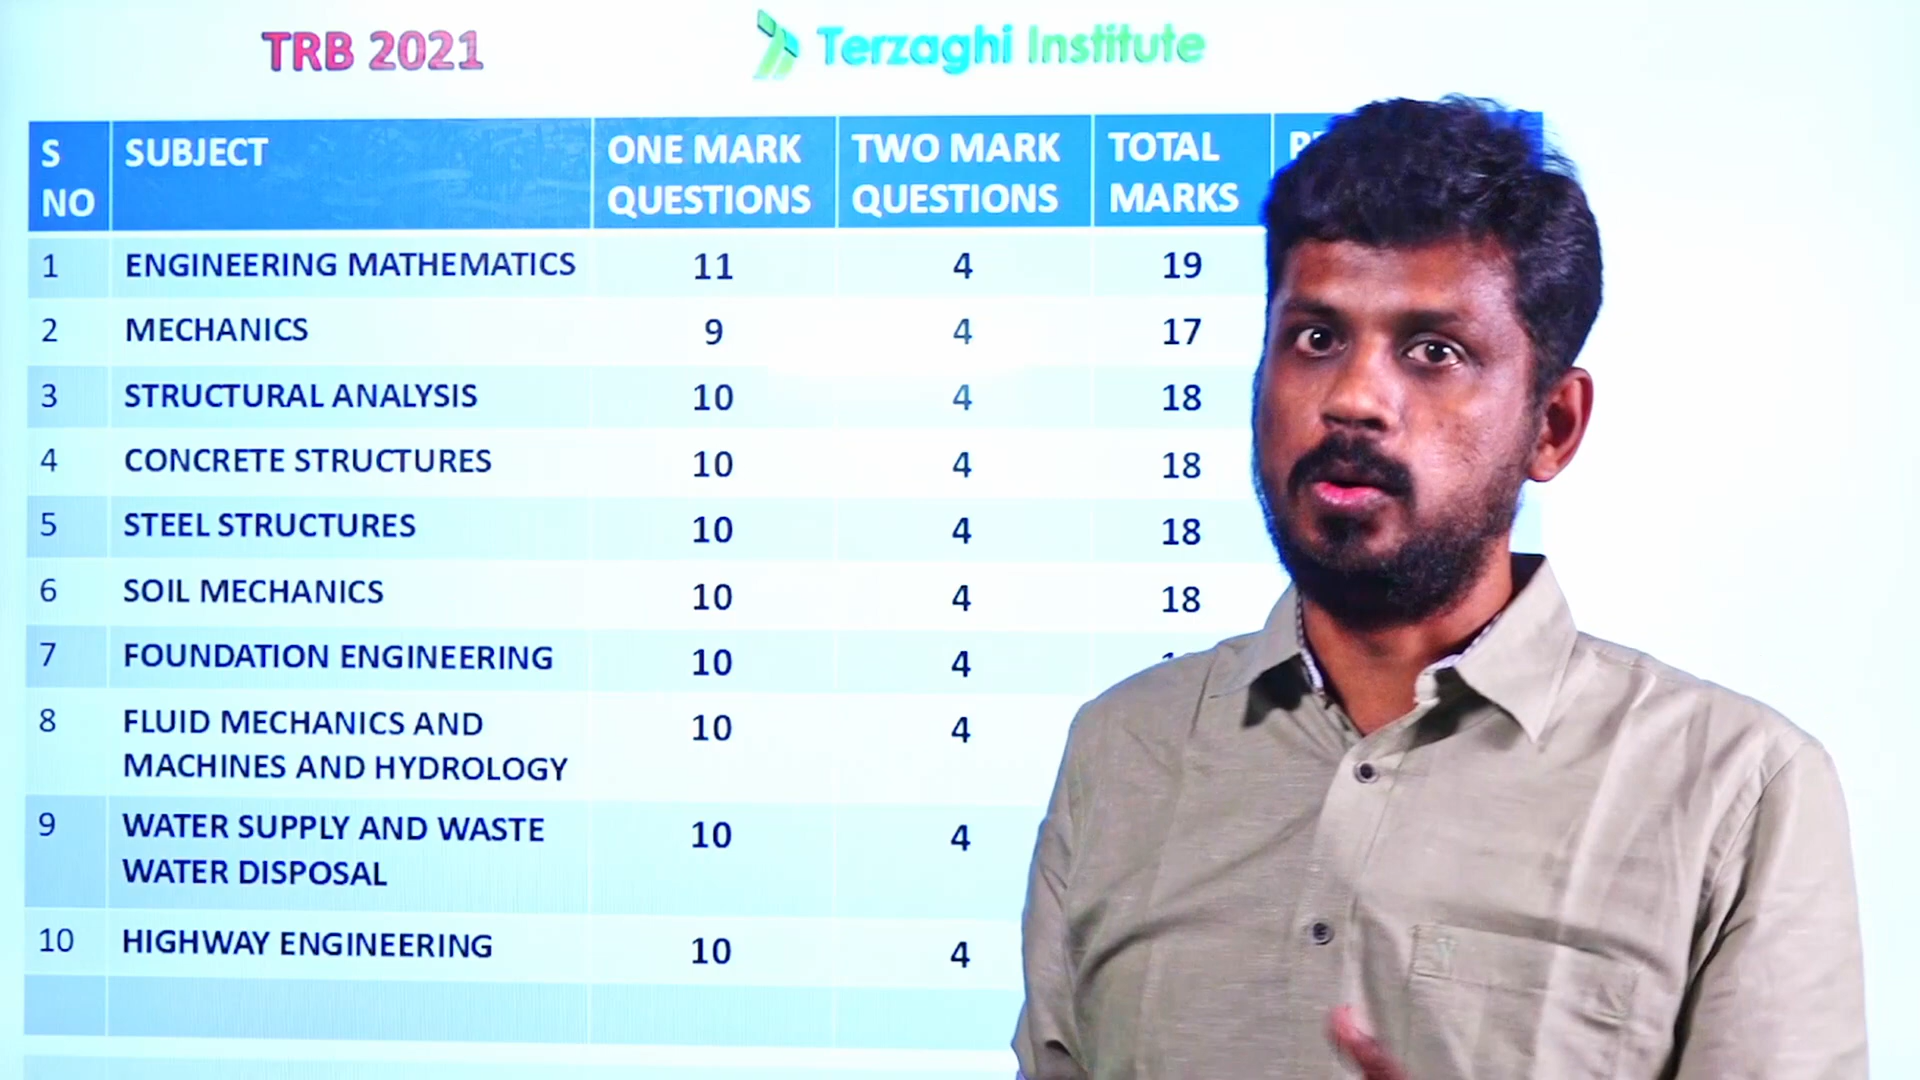 TRB 2021
Terzaghi Institute
S NO SUBJECT ONE MARK QUESTIONS TWO MARK QUESTIONS TOTAL MARKS
1 ENGINEERING MATHEMATICS 11 4 19
2 MECHANICS 9 4 17
3 STRUCTURAL ANALYSIS 10 4 18
4 CONCRETE STRUCTURES 10 4 18
5 STEEL STRUCTURES 10 4 18
6 SOIL MECHANICS 10 4 18
7 FOUNDATION ENGINEERING 10 4
8 FLUID MECHANICS AND 10 4
MACHINES AND HYDROLOGY
9 WATER SUPPLY AND WASTE 10 4
WATER DISPOSAL
10 HIGHWAY ENGINEERING 10 4